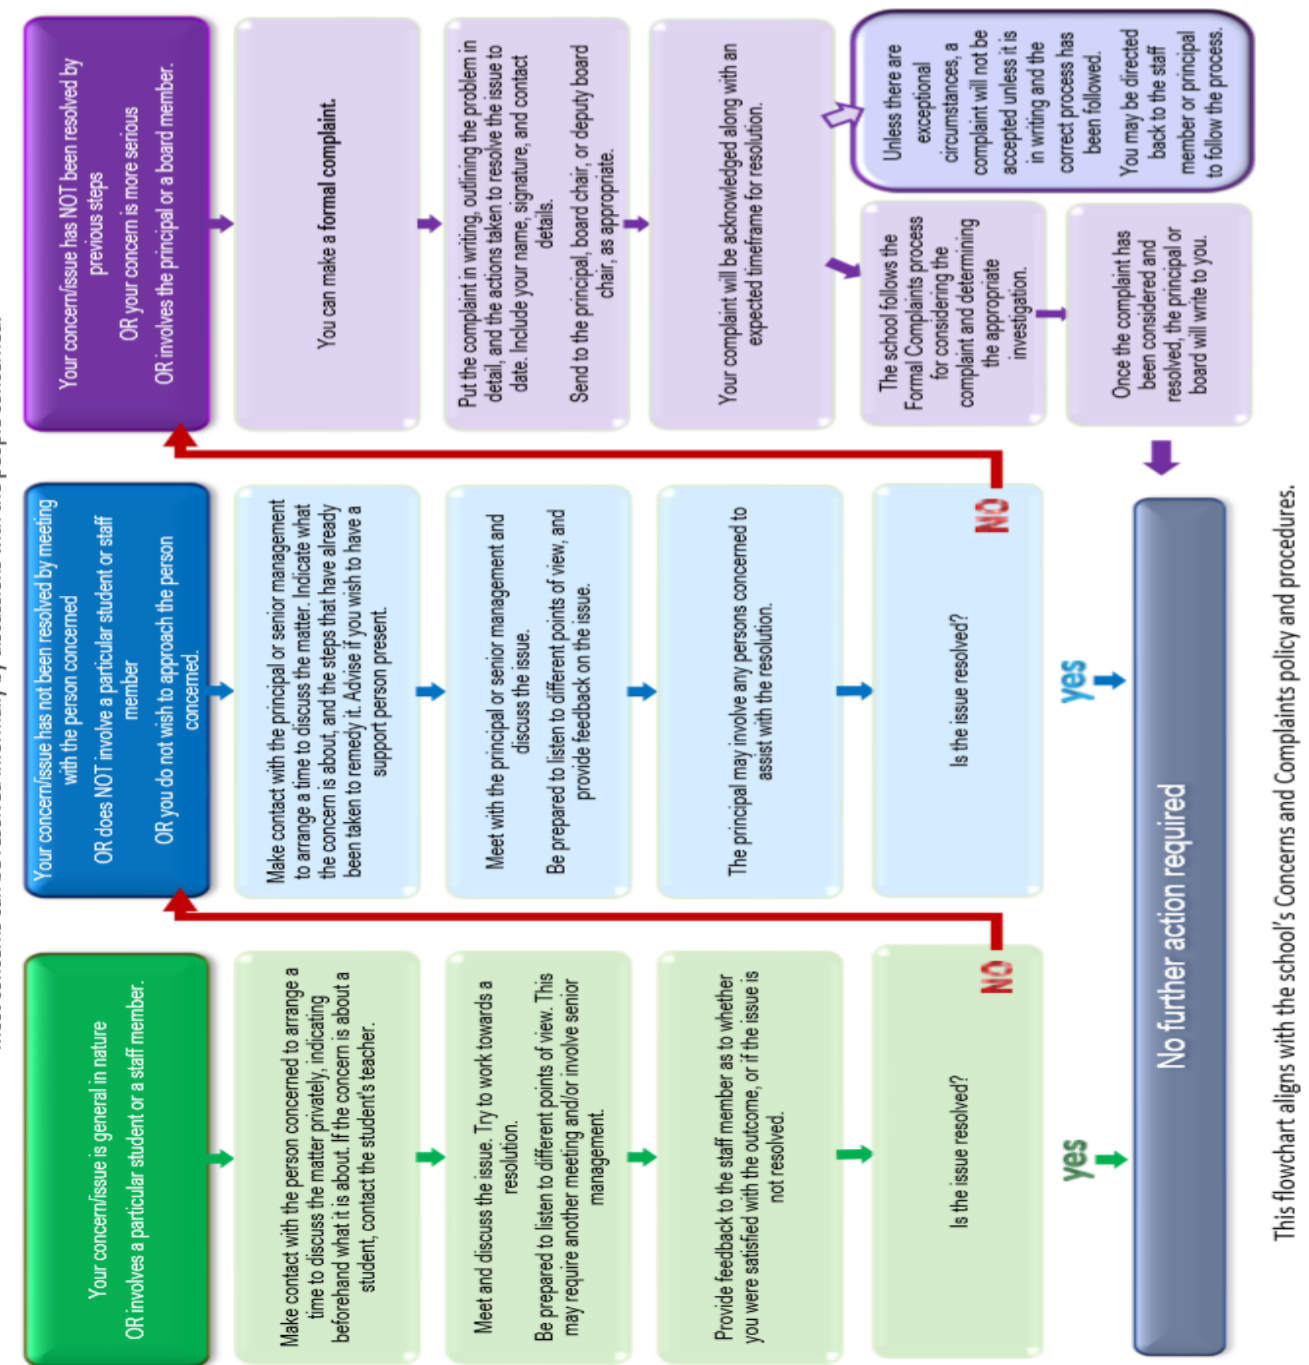 Your concern/issue is general in nature
OR involves a particular student or a staff member.
Make contact with the person concerned to arrange a
time to discuss the matter privately, indicating
beforehand what it is about. If the concern is about a
student, contact the student's teacher.
Meet and discuss the issue. Try to work towards a
resolution.
Be prepared to listen to different points of view. This
may require another meeting and/or involve senior
management.
Provide feedback to the staff member as to whether
you were satisfied with the outcome, or if the issue is
not resolved.
Is the issue resolved?
NO
yes
Your concern/issue has not been resolved by meeting
with the person concerned
OR does NOT involve a particular student or staff
member
OR you do not wish to approach the person
concerned.
Make contact with the principal or senior management
to arrange a time to discuss the matter. Indicate what
the concern is about, and the steps that have already
been taken to remedy it. Advise if you wish to have a
support person present.
Meet with the principal or senior management and
discuss the issue.
Be prepared to listen to different points of view, and
provide feedback on the issue.
The principal may involve any persons concerned to
assist with the resolution.
Is the issue resolved?
NO
yes
Your concern/issue has NOT been resolved by
previous steps
OR your concern is more serious
OR involves the principal or a board member.
You can make a formal complaint.
Put the complaint in writing, outlining the problem in
detail, and the actions taken to resolve the issue to
date. Include your name, signature, and contact
details.
Send to the principal, board chair, or deputy board
chair, as appropriate.
Your complaint will be acknowledged along with an
expected timeframe for resolution.
The school follows the
Formal Complaints process
for considering the
complaint and determining
the appropriate
investigation.
Once the complaint has
been considered and
resolved, the principal or
board will write to you.
Unless there are
exceptional
circumstances, a
complaint will not be
accepted unless it is
in writing and the
correct process has
been followed.
You may be directed
back to the staff
member or principal
to follow the process.
No further action required
This flowchart aligns with the school's Concerns and Complaints policy and procedures.